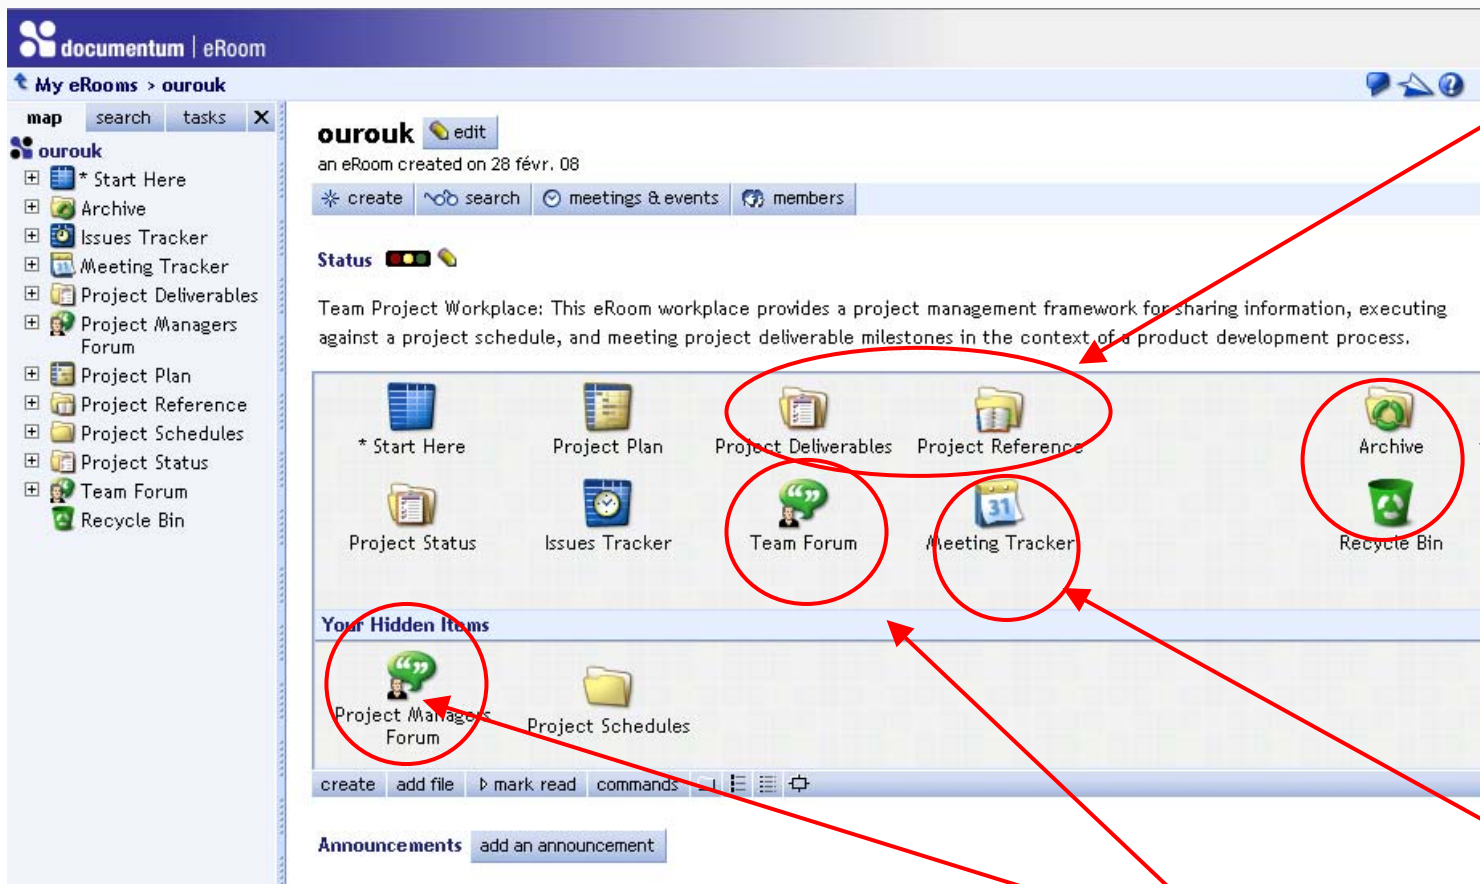 documentum | eRoom
My eRooms > ourouk
map search tasks X
ourouk
* Start Here
Archive
Issues Tracker
Meeting Tracker
Project Deliverables
Project Managers
Forum
Project Plan
Project Reference
Project Schedules
Project Status
Team Forum
Recycle Bin
ourouk edit
an eRoom created on 28 févr. 08
create search meetings & events members
Status
Team Project Workplace: This eRoom workplace provides a project management framework for sharing information, executing
against a project schedule, and meeting project deliverable milestones in the context of a product development process.
* Start Here Project Plan Project Deliverables Project Reference Archive
31
Project Status Issues Tracker Team Forum Meeting Tracker Recycle Bin
Your Hidden Items
Project Managers
Forum
Project Schedules
create add file mark read commands
Announcements add an announcement